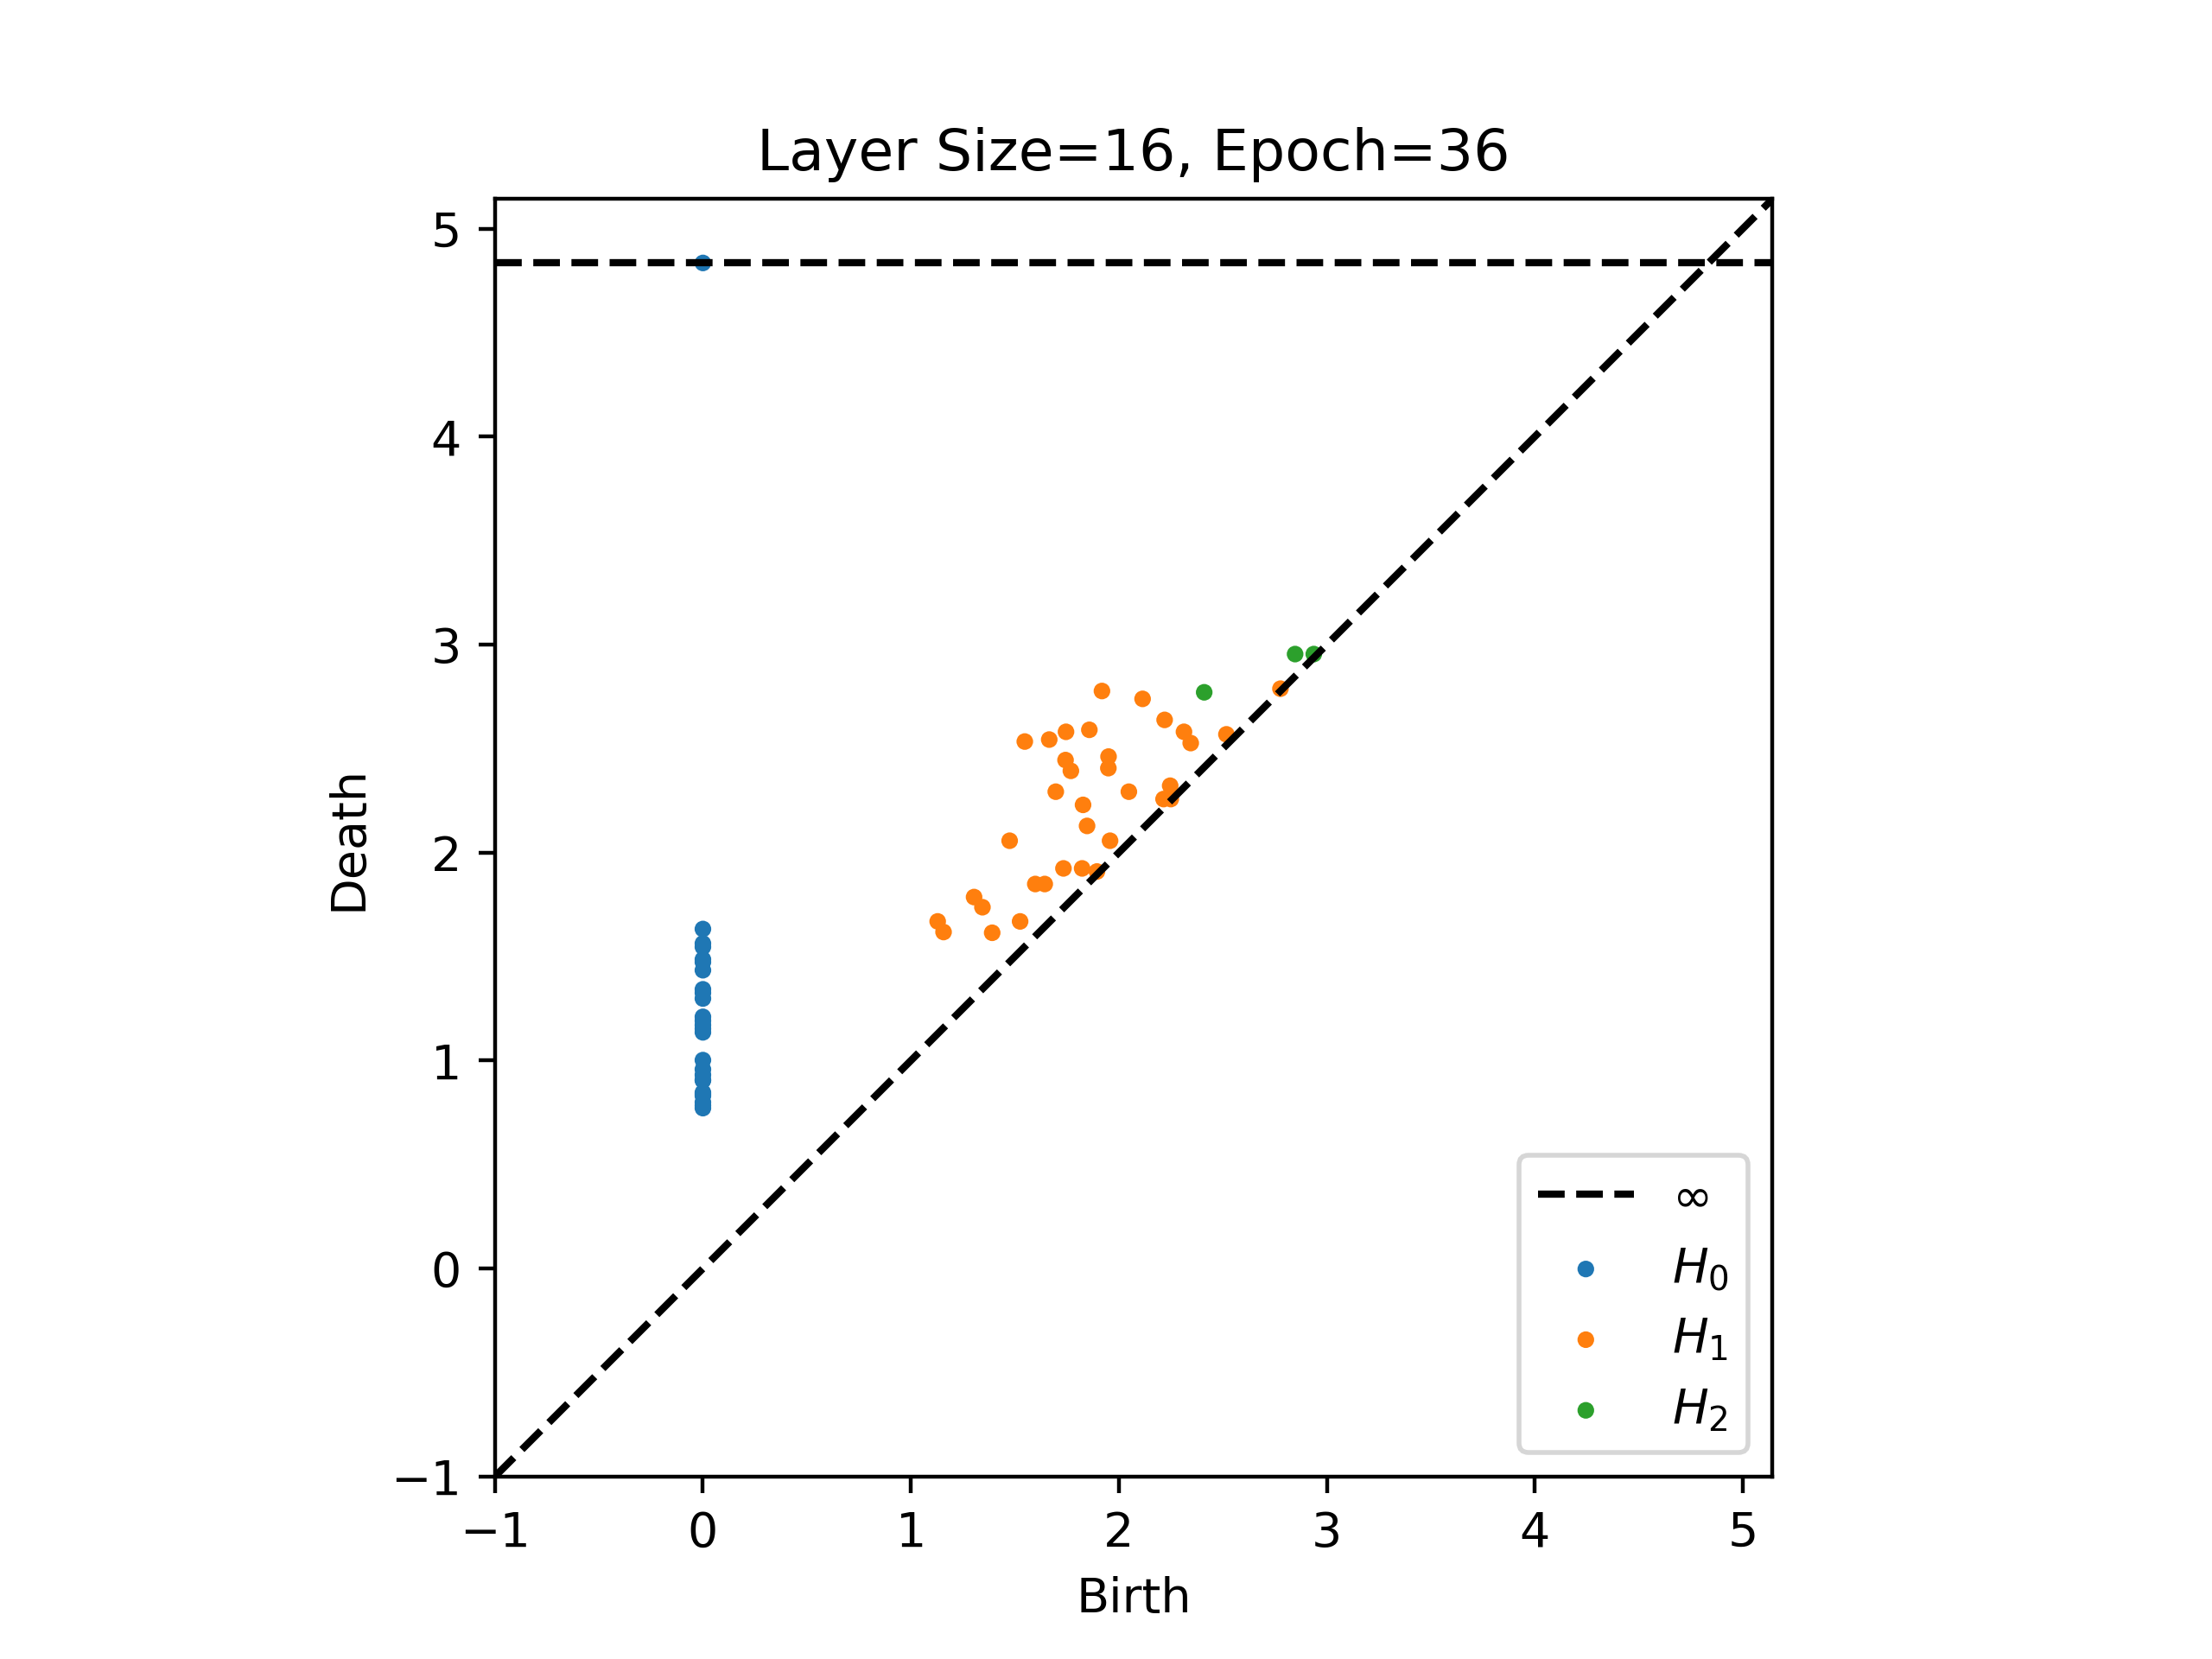 Layer Size=16, Epoch=36
5
4
3
2
1
0
−1
Death
−1 0 1 2 3 4 5
Birth
∞
H₀
H₁
H₂